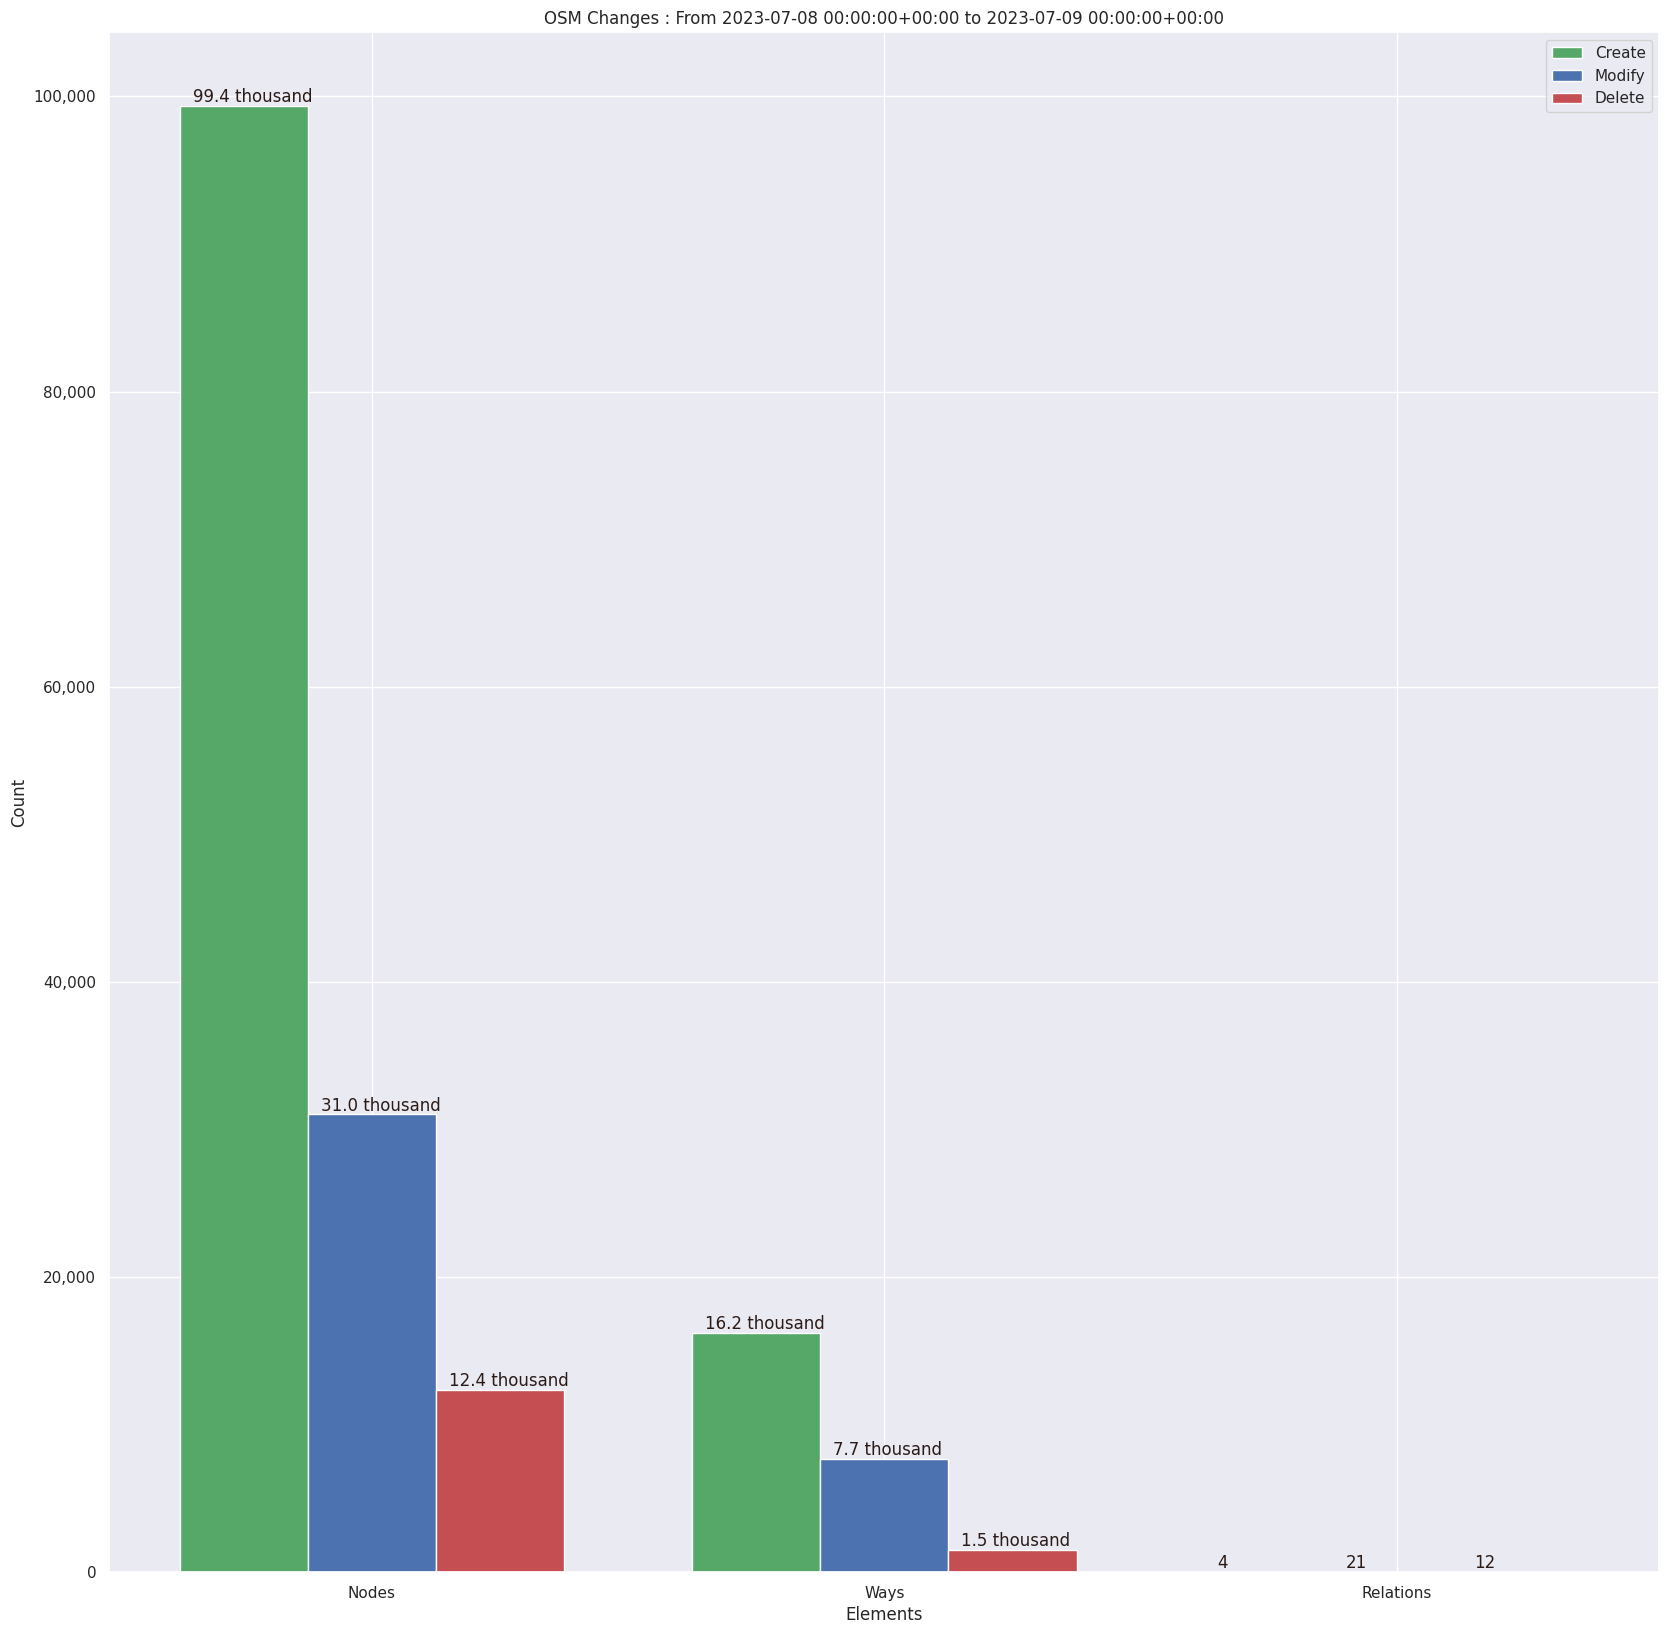 OSM Changes : From 2023-07-08 00:00:00+00:00 to 2023-07-09 00:00:00+00:00
Create
Modify
Delete
100,000
80,000
60,000
40,000
20,000
0
Count
99.4 thousand
31.0 thousand
12.4 thousand
16.2 thousand
7.7 thousand
1.5 thousand
4
21
12
Nodes
Ways
Relations
Elements